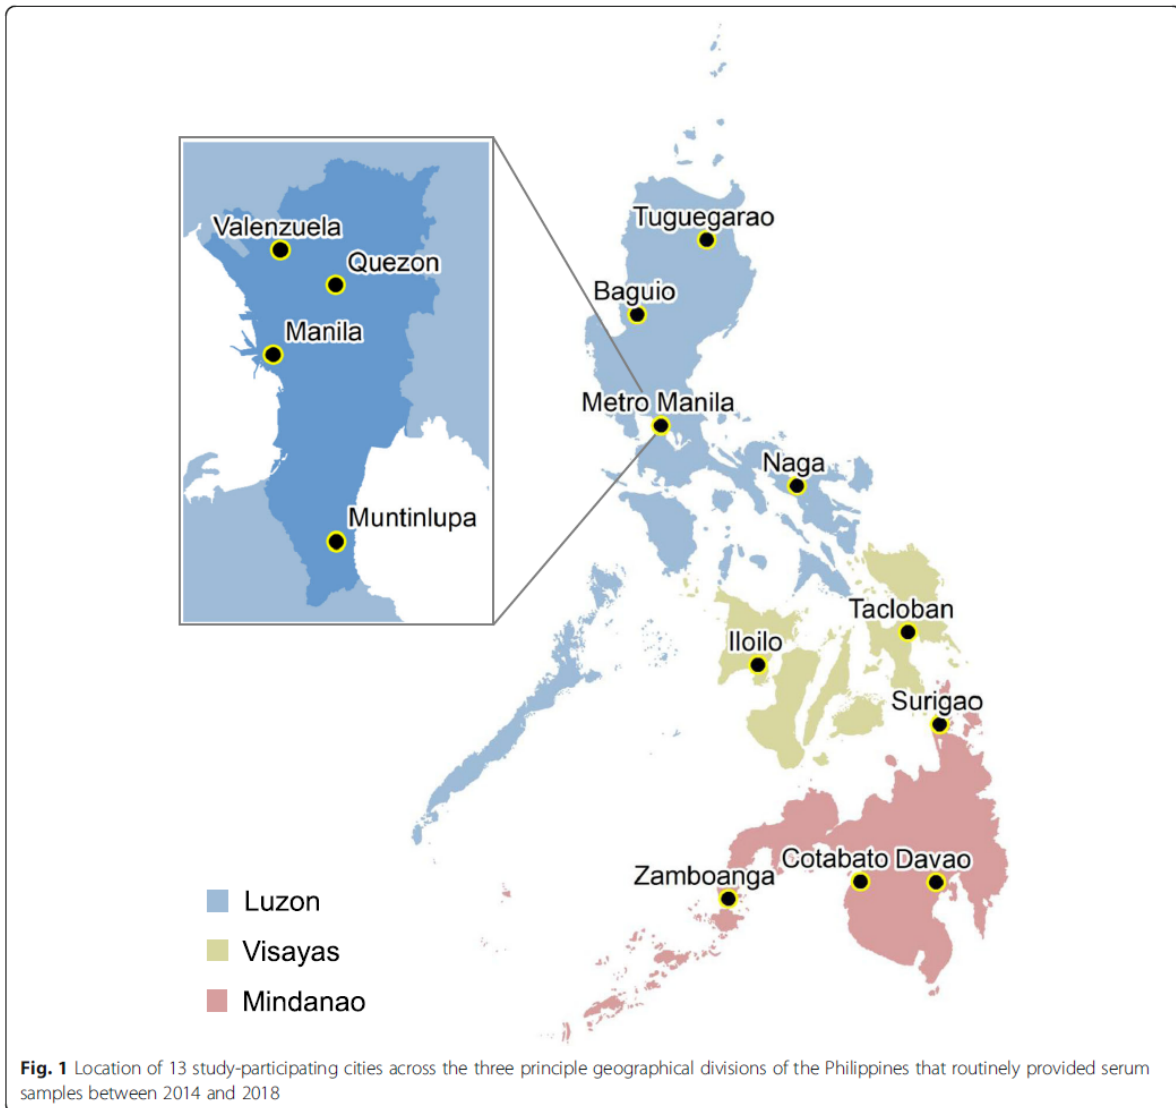 Tuguegarao
Baguio
Metro Manila
Naga
Valenzuela
Quezon
Manila
Muntinlupa
Tacloban
Iloilo
Surigao
Cotabato Davao
Zamboanga
Luzon
Visayas
Mindanao
Fig. 1 Location of 13 study-participating cities across the three principle geographical divisions of the Philippines that routinely provided serum
samples between 2014 and 2018